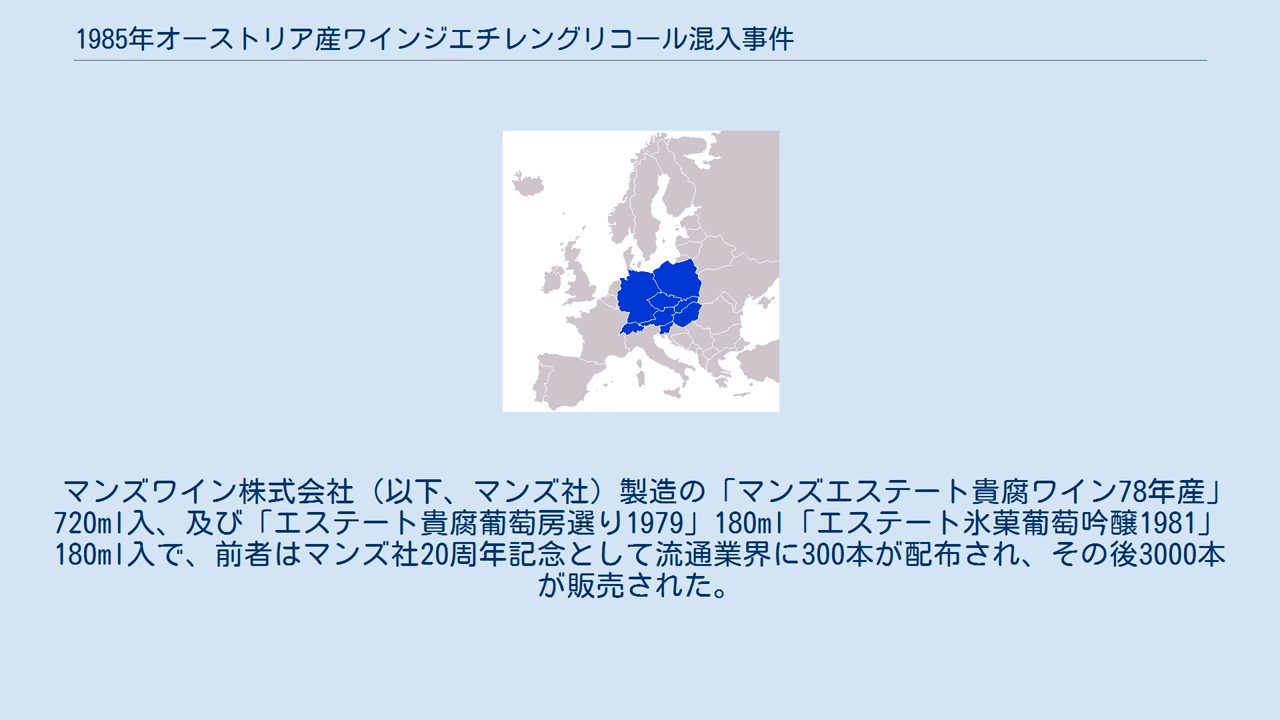 1985年オーストリア産ワインジエチレングリコール混入事件
マンズワイン株式会社（以下、マンズ社）製造の「マンズエステート貴腐ワイン78年産」
720ml入、及び「エステート貴腐葡萄房選り1979」180ml「エステート氷菓葡萄吟醸1981」
180ml入で、前者はマンズ社20周年記念として流通業界に300本が配布され、その後3000本
が販売された。